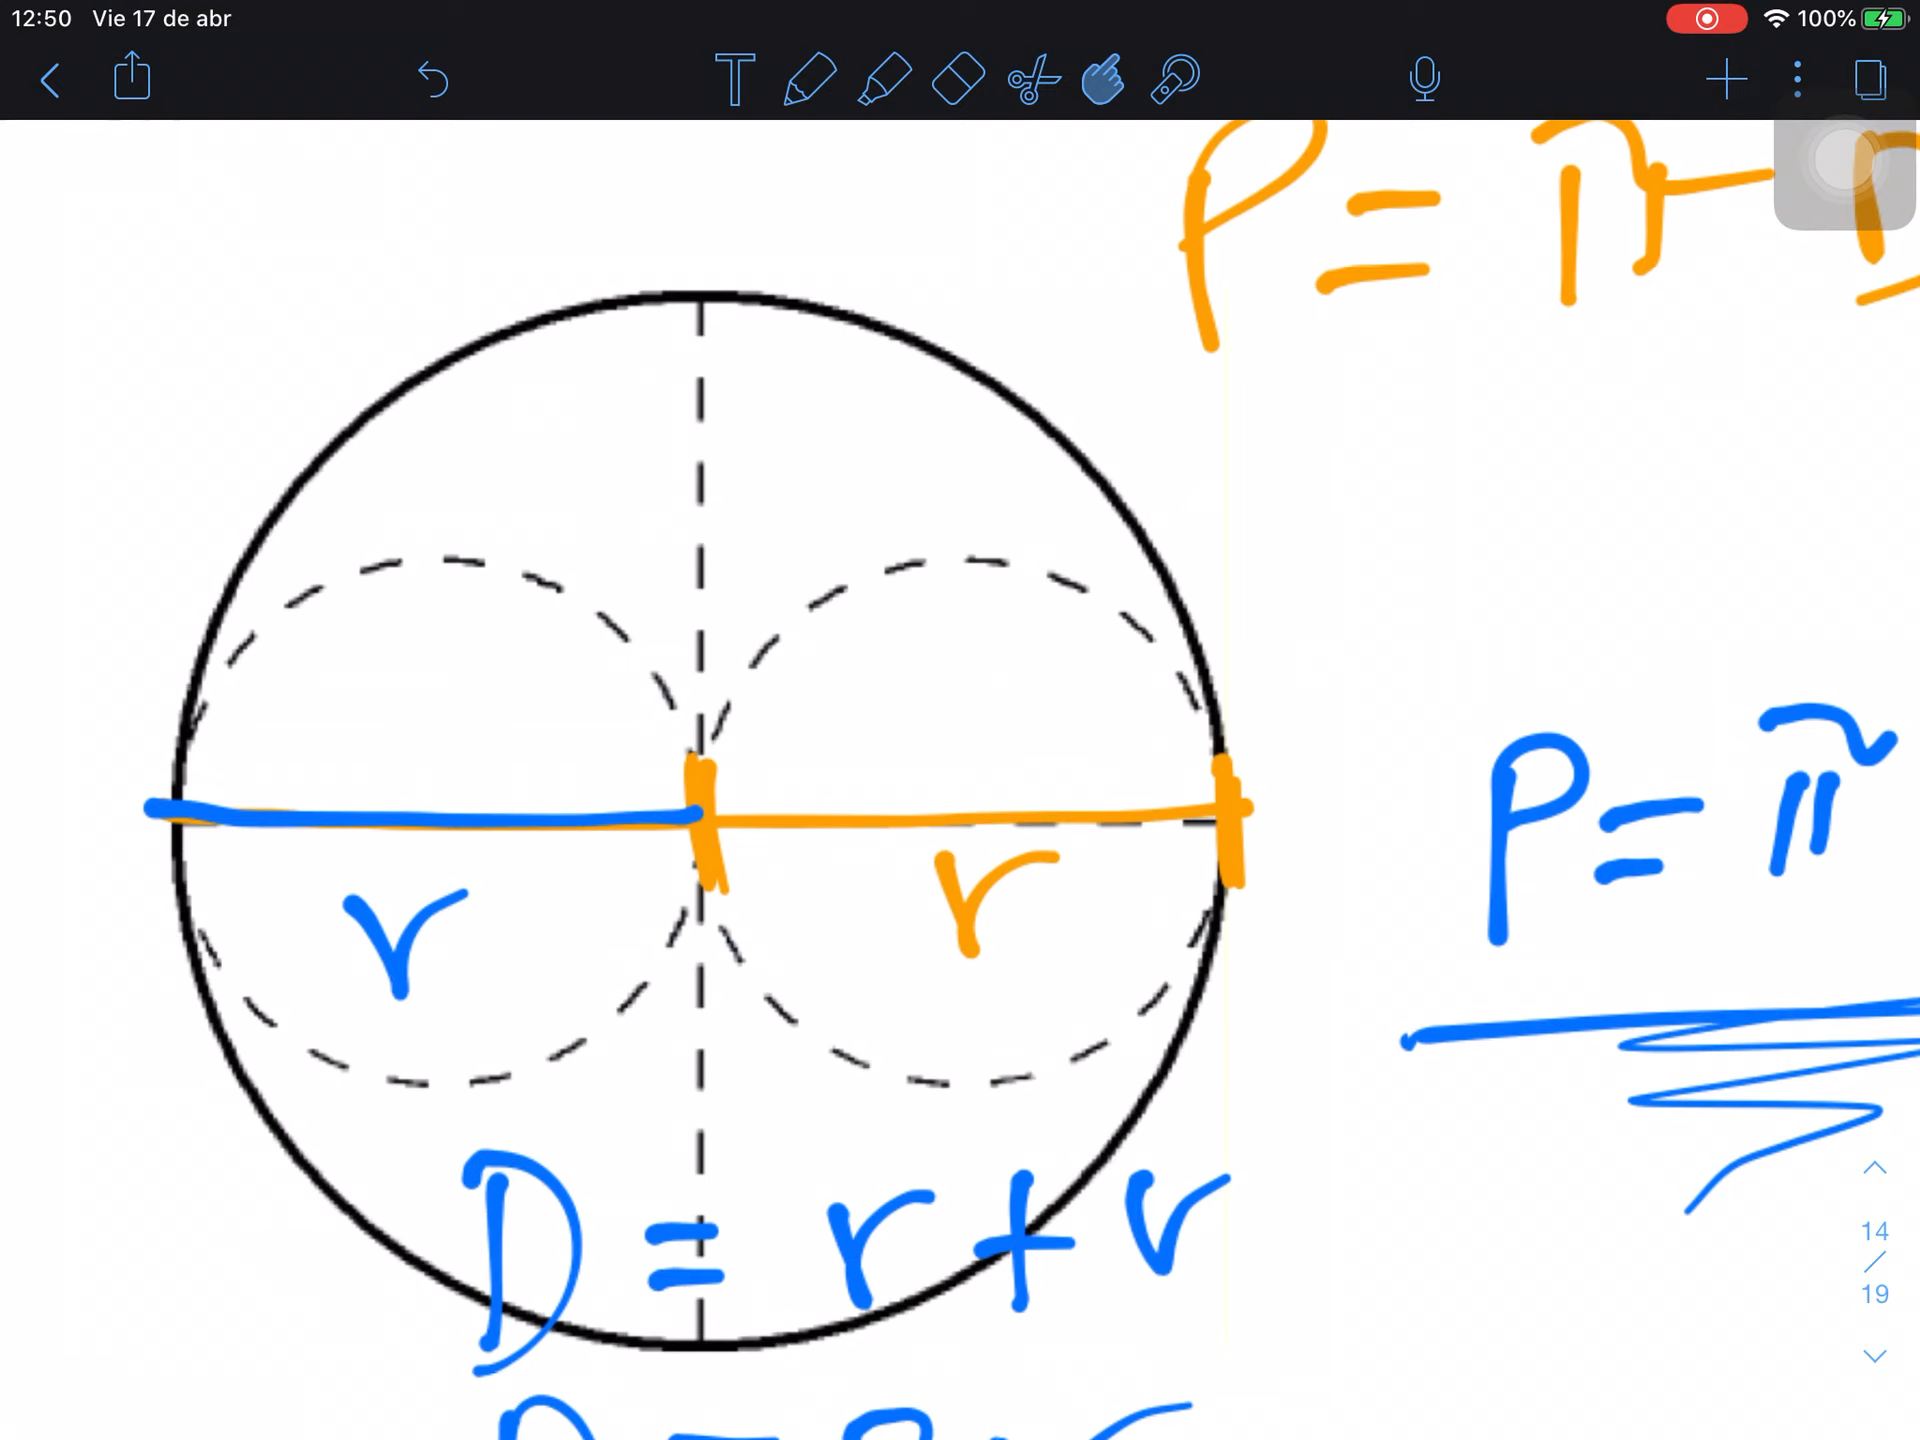 12:50 Vie 17 de abr 100%
P = π
P = π
r r
D = r + r
14
/
19